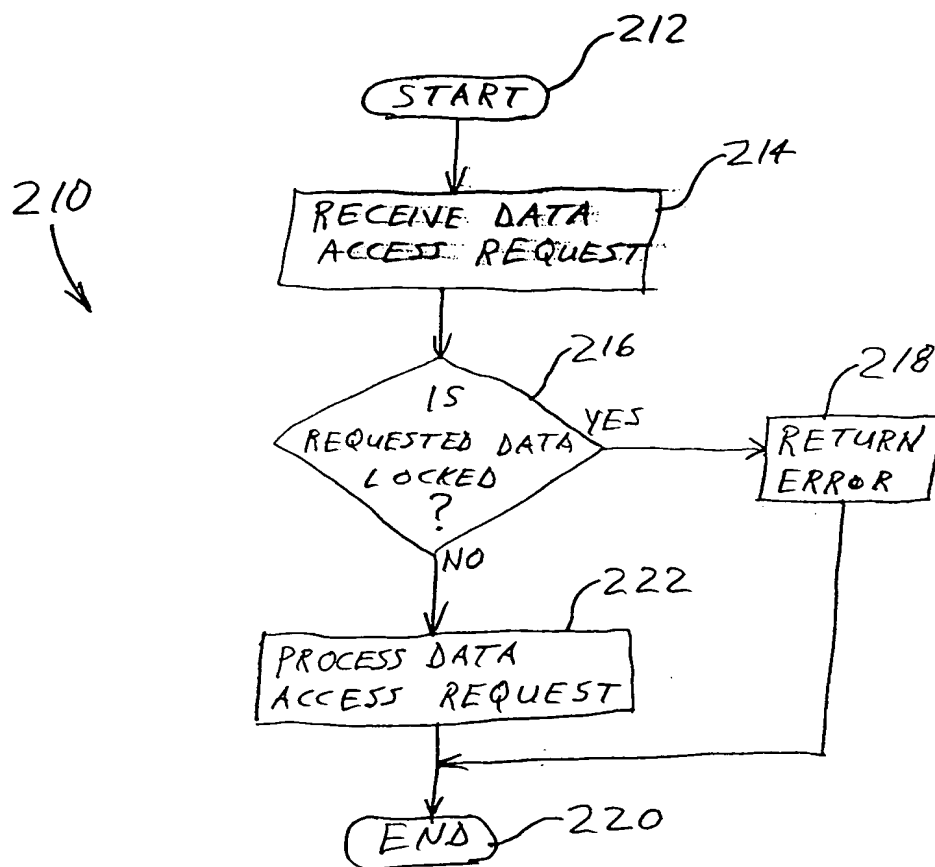 212
START
214
210
RECEIVE DATA
ACCESS REQUEST
216
218
IS
REQUESTED DATA
LOCKED
?
YES
RETURN
ERROR
NO
222
PROCESS DATA
ACCESS REQUEST
END
220